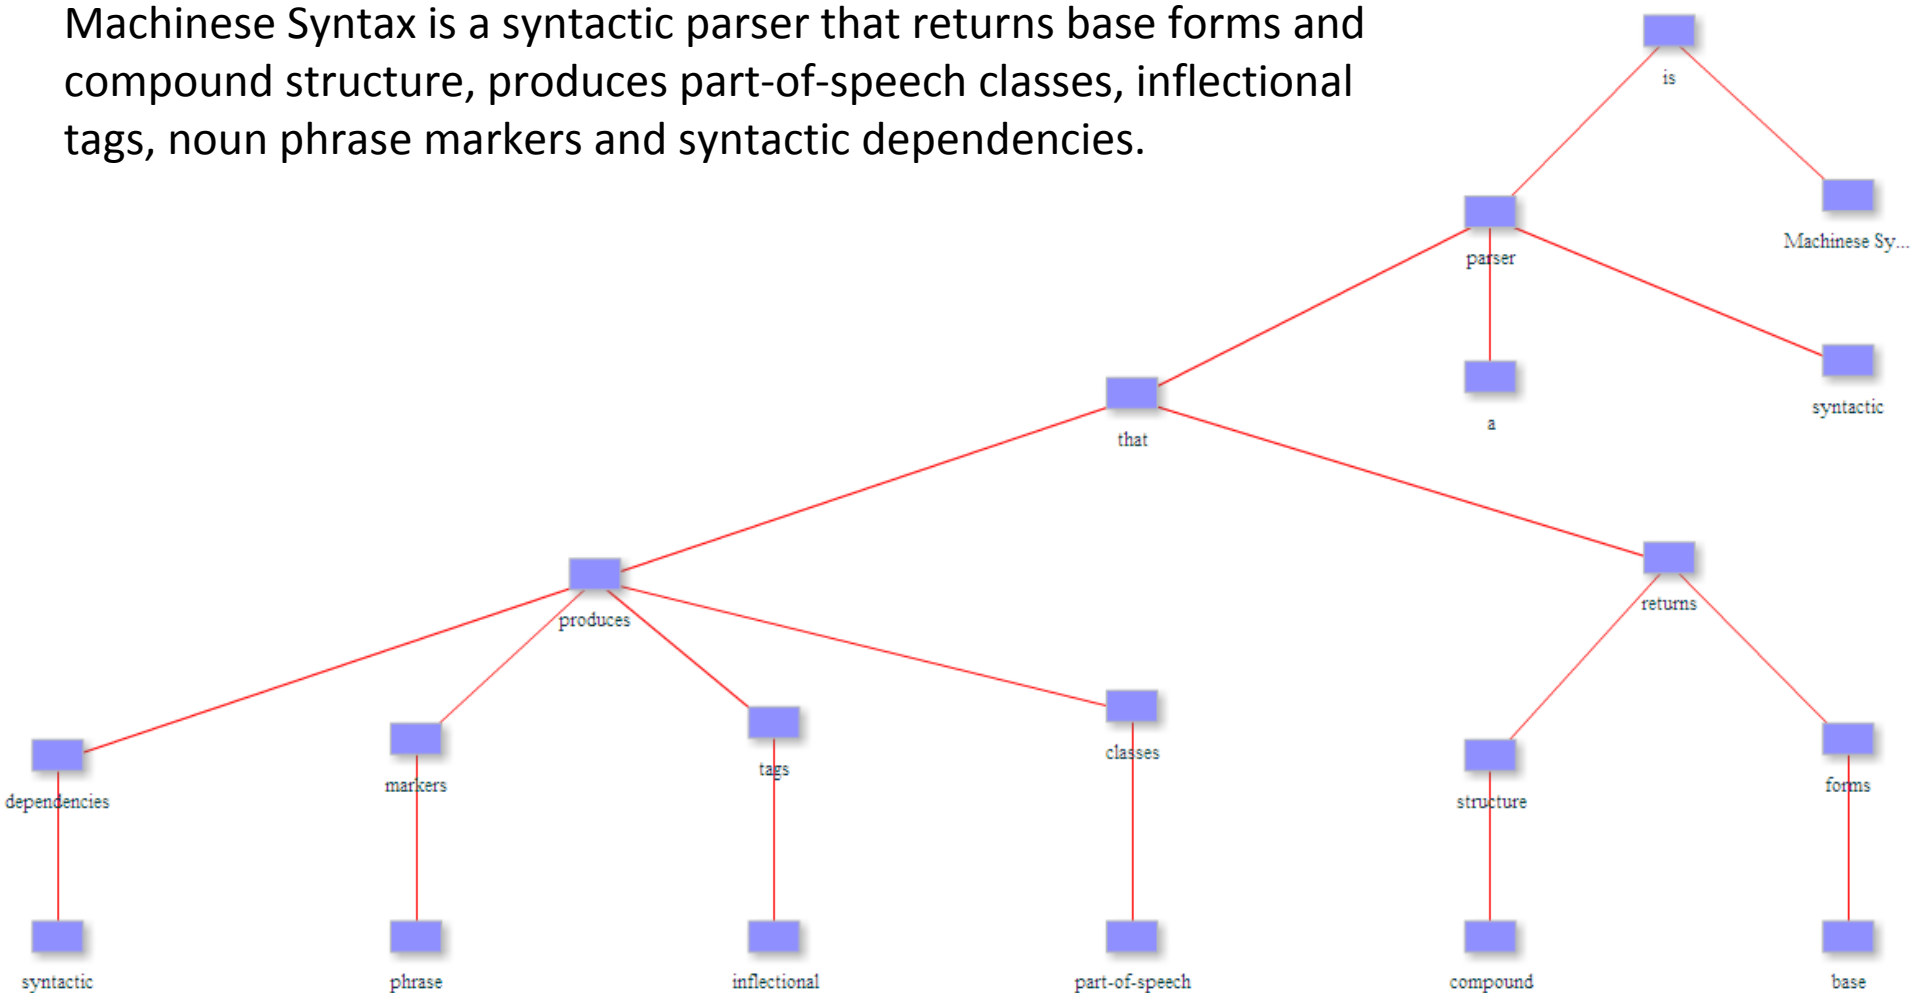 Machinese Syntax is a syntactic parser that returns base forms and
compound structure, produces part-of-speech classes, inflectional
tags, noun phrase markers and syntactic dependencies.
is
Machinese Sy...
parser
a
syntactic
that
produces
returns
dependencies
markers
tags
classes
structure
forms
syntactic
phrase
inflectional
part-of-speech
compound
base